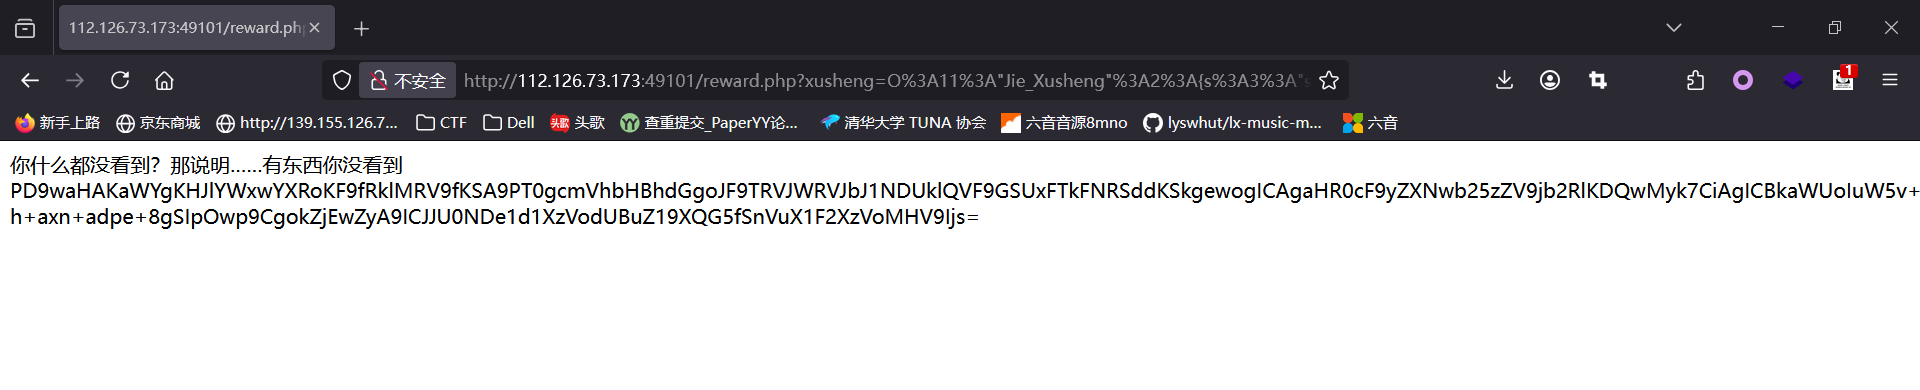 112.126.73.173:49101/reward.ph
不安全
http://112.126.73.173:49101/reward.php?xusheng=O%3A11%3A"Jie_Xusheng"%3A2%3A{s%3A3%3A"s
1
新手上路
京东商城
http://139.155.126.7...
CTF
Dell
头歌 头歌
查重提交_PaperYY论...
清华大学 TUNA 协会
六音音源8mno
lyswhut/lx-music-m...
六音
你什么都没看到？那说明......有东西你没看到
PD9waHAKaWYgKHJlYWxwYXRoKF9fRklMRV9fKSA9PT0gcmVhbHBhdGgoJF9TRVJWRVJbJ1NDUklQVF9GSUxFTkFNRSddKSkgewogICAgaHR0cF9yZXNwb25zZV9jb2RlKDQwMyk7CiAgICBkaWUoIuW5v+
h+axn+adpe+8gSIpOwp9CgokZjEwZyA9ICJJU0NDe1d1XzVodUBuZ19XQG5fSnVuX1F2XzVoMHV9Ijs=